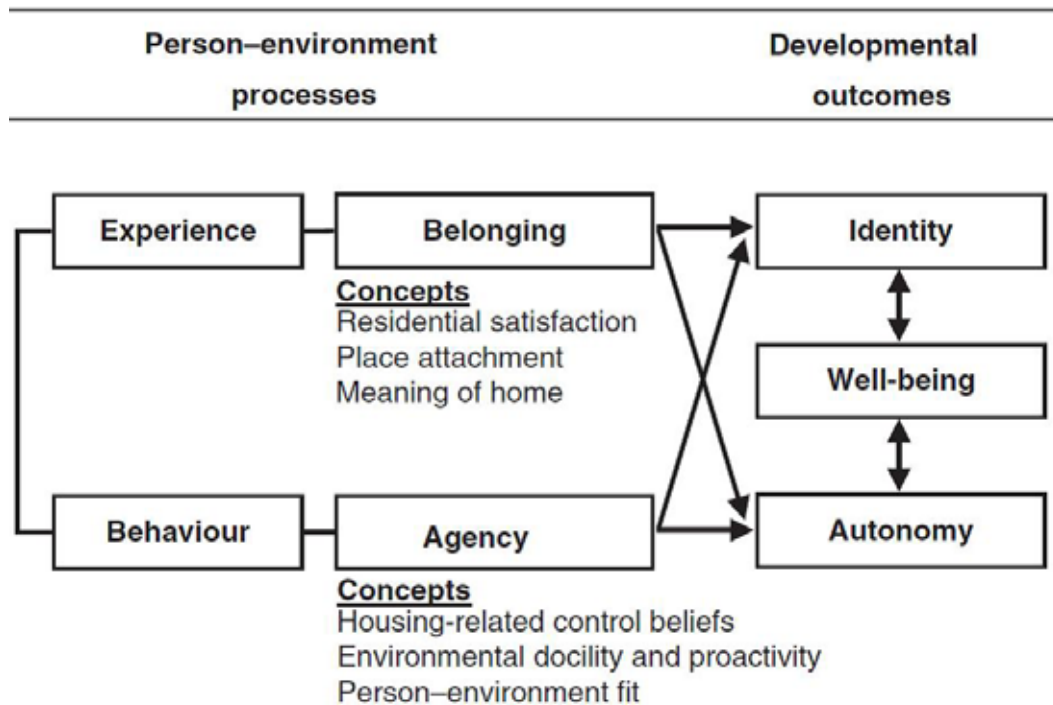 Person–environment
processes
Developmental
outcomes
Experience
Belonging
Identity
Concepts
Residential satisfaction
Place attachment
Meaning of home
Well-being
Behaviour
Agency
Autonomy
Concepts
Housing-related control beliefs
Environmental docility and proactivity
Person–environment fit